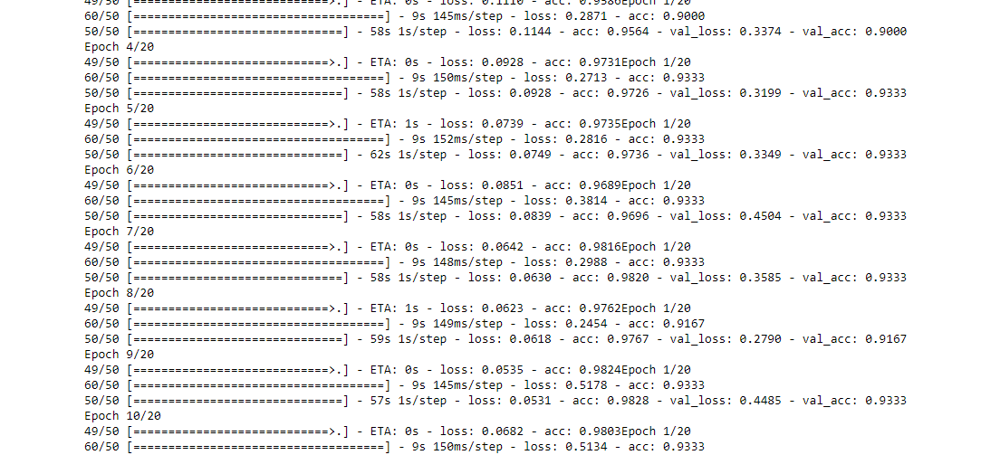 49/50 [============================>.] - ETA: 0s - loss: 0.1110 - acc: 0.9586Epoch 1/20
60/50 [====================================] - 9s 145ms/step - loss: 0.2871 - acc: 0.9000
50/50 [==============================] - 58s 1s/step - loss: 0.1144 - acc: 0.9564 - val_loss: 0.3374 - val_acc: 0.9000
Epoch 4/20
49/50 [============================>.] - ETA: 0s - loss: 0.0928 - acc: 0.9731Epoch 1/20
60/50 [====================================] - 9s 150ms/step - loss: 0.2713 - acc: 0.9333
50/50 [==============================] - 58s 1s/step - loss: 0.0928 - acc: 0.9726 - val_loss: 0.3199 - val_acc: 0.9333
Epoch 5/20
49/50 [============================>.] - ETA: 1s - loss: 0.0739 - acc: 0.9735Epoch 1/20
60/50 [====================================] - 9s 152ms/step - loss: 0.2816 - acc: 0.9333
50/50 [==============================] - 62s 1s/step - loss: 0.0749 - acc: 0.9736 - val_loss: 0.3349 - val_acc: 0.9333
Epoch 6/20
49/50 [============================>.] - ETA: 0s - loss: 0.0851 - acc: 0.9689Epoch 1/20
60/50 [====================================] - 9s 145ms/step - loss: 0.3814 - acc: 0.9333
50/50 [==============================] - 58s 1s/step - loss: 0.0839 - acc: 0.9696 - val_loss: 0.4504 - val_acc: 0.9333
Epoch 7/20
49/50 [============================>.] - ETA: 0s - loss: 0.0642 - acc: 0.9816Epoch 1/20
60/50 [====================================] - 9s 148ms/step - loss: 0.2988 - acc: 0.9333
50/50 [==============================] - 58s 1s/step - loss: 0.0630 - acc: 0.9820 - val_loss: 0.3585 - val_acc: 0.9333
Epoch 8/20
49/50 [============================>.] - ETA: 1s - loss: 0.0623 - acc: 0.9762Epoch 1/20
60/50 [====================================] - 9s 149ms/step - loss: 0.2454 - acc: 0.9167
50/50 [==============================] - 59s 1s/step - loss: 0.0618 - acc: 0.9767 - val_loss: 0.2790 - val_acc: 0.9167
Epoch 9/20
49/50 [============================>.] - ETA: 0s - loss: 0.0535 - acc: 0.9824Epoch 1/20
60/50 [====================================] - 9s 145ms/step - loss: 0.5178 - acc: 0.9333
50/50 [==============================] - 57s 1s/step - loss: 0.0531 - acc: 0.9828 - val_loss: 0.4485 - val_acc: 0.9333
Epoch 10/20
49/50 [============================>.] - ETA: 0s - loss: 0.0682 - acc: 0.9803Epoch 1/20
60/50 [====================================] - 9s 150ms/step - loss: 0.5134 - acc: 0.9333